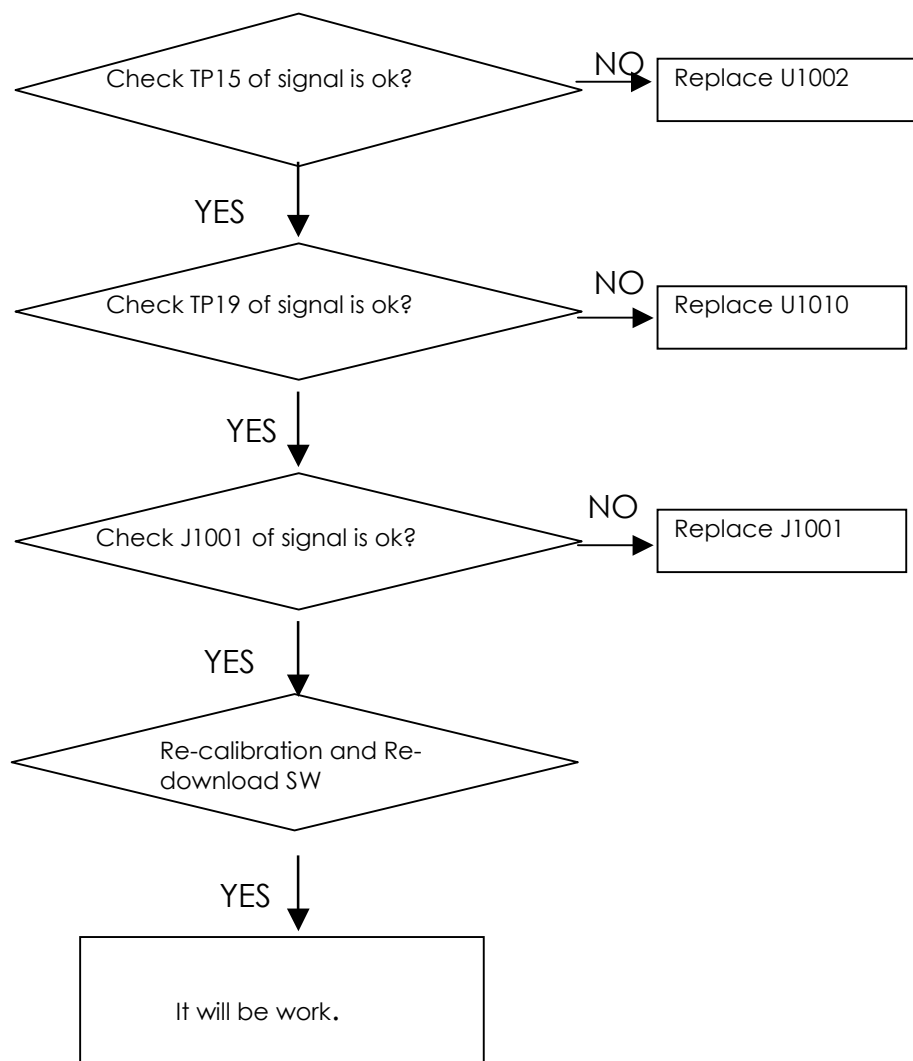 Check TP15 of signal is ok?
NO
Replace U1002
YES
Check TP19 of signal is ok?
NO
Replace U1010
YES
Check J1001 of signal is ok?
NO
Replace J1001
YES
Re-calibration and Re-
download SW
YES
It will be work.